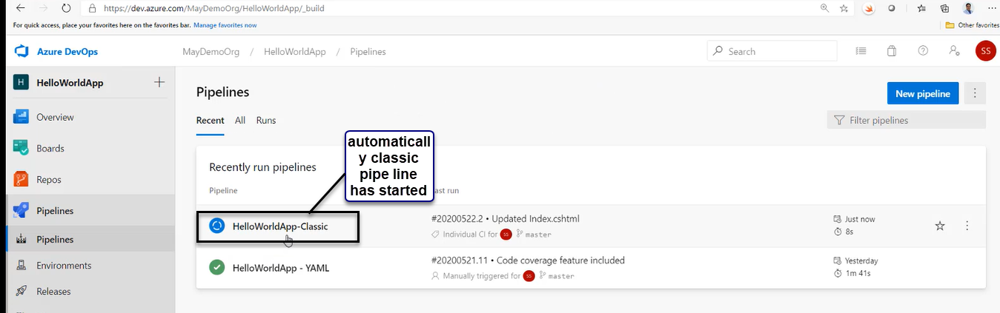 https://dev.azure.com/MayDemoOrg/HelloWorldApp/_build
For quick access, place your favorites here on the favorites bar. Manage favorites now
Other favorites
Azure DevOps
MayDemoOrg / HelloWorldApp / Pipelines
Search
SS
H HelloWorldApp
Overview
Boards
Repos
Pipelines
Pipelines
Environments
Releases
Pipelines
New pipeline
Recent All Runs
Filter pipelines
automaticall
y classic
pipe line
has started
Recently run pipelines
Pipeline
ast run
HelloWorldApp-Classic
#20200522.2 • Updated Index.cshtml
Individual CI for SS master
Just now
8s
HelloWorldApp - YAML
#20200521.11 • Code coverage feature included
Manually triggered for SS master
Yesterday
1m 41s